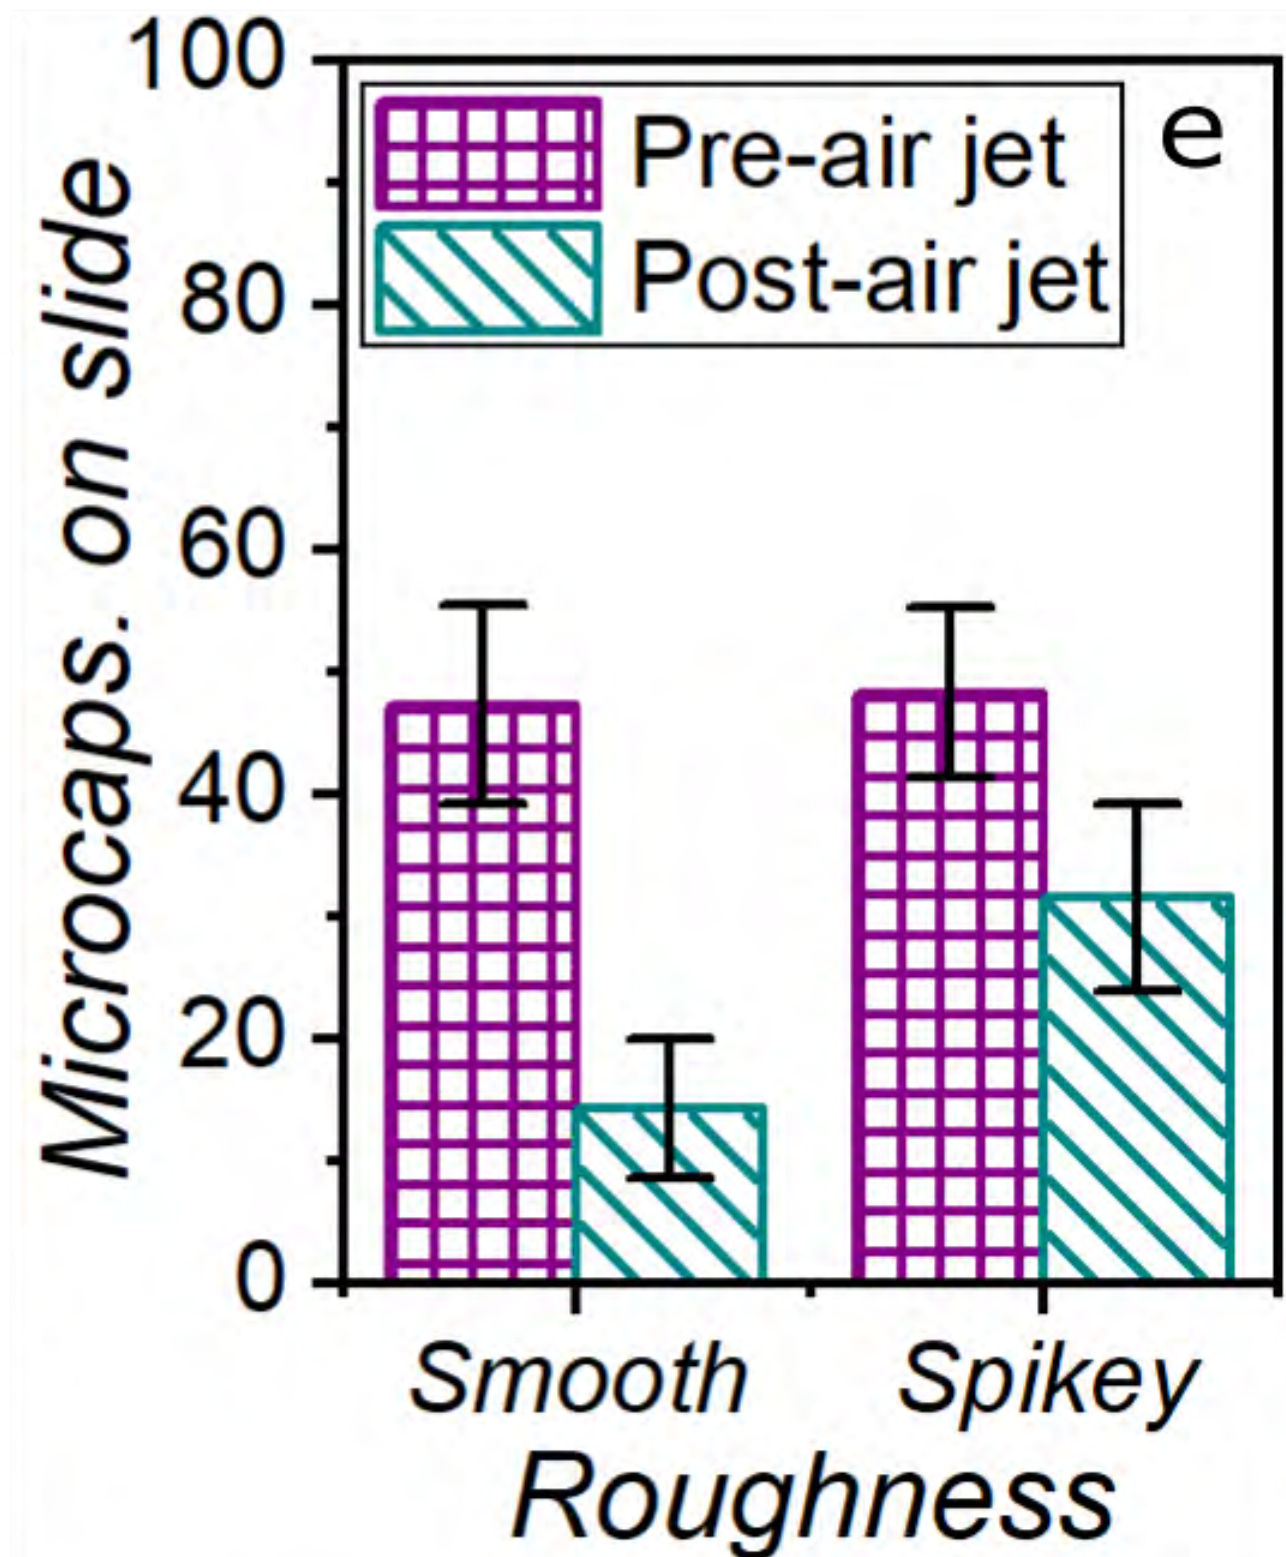 100
80
60
40
20
0
Microcaps. on slide
Pre-air jet
Post-air jet
e
Smooth
Spikey
Roughness